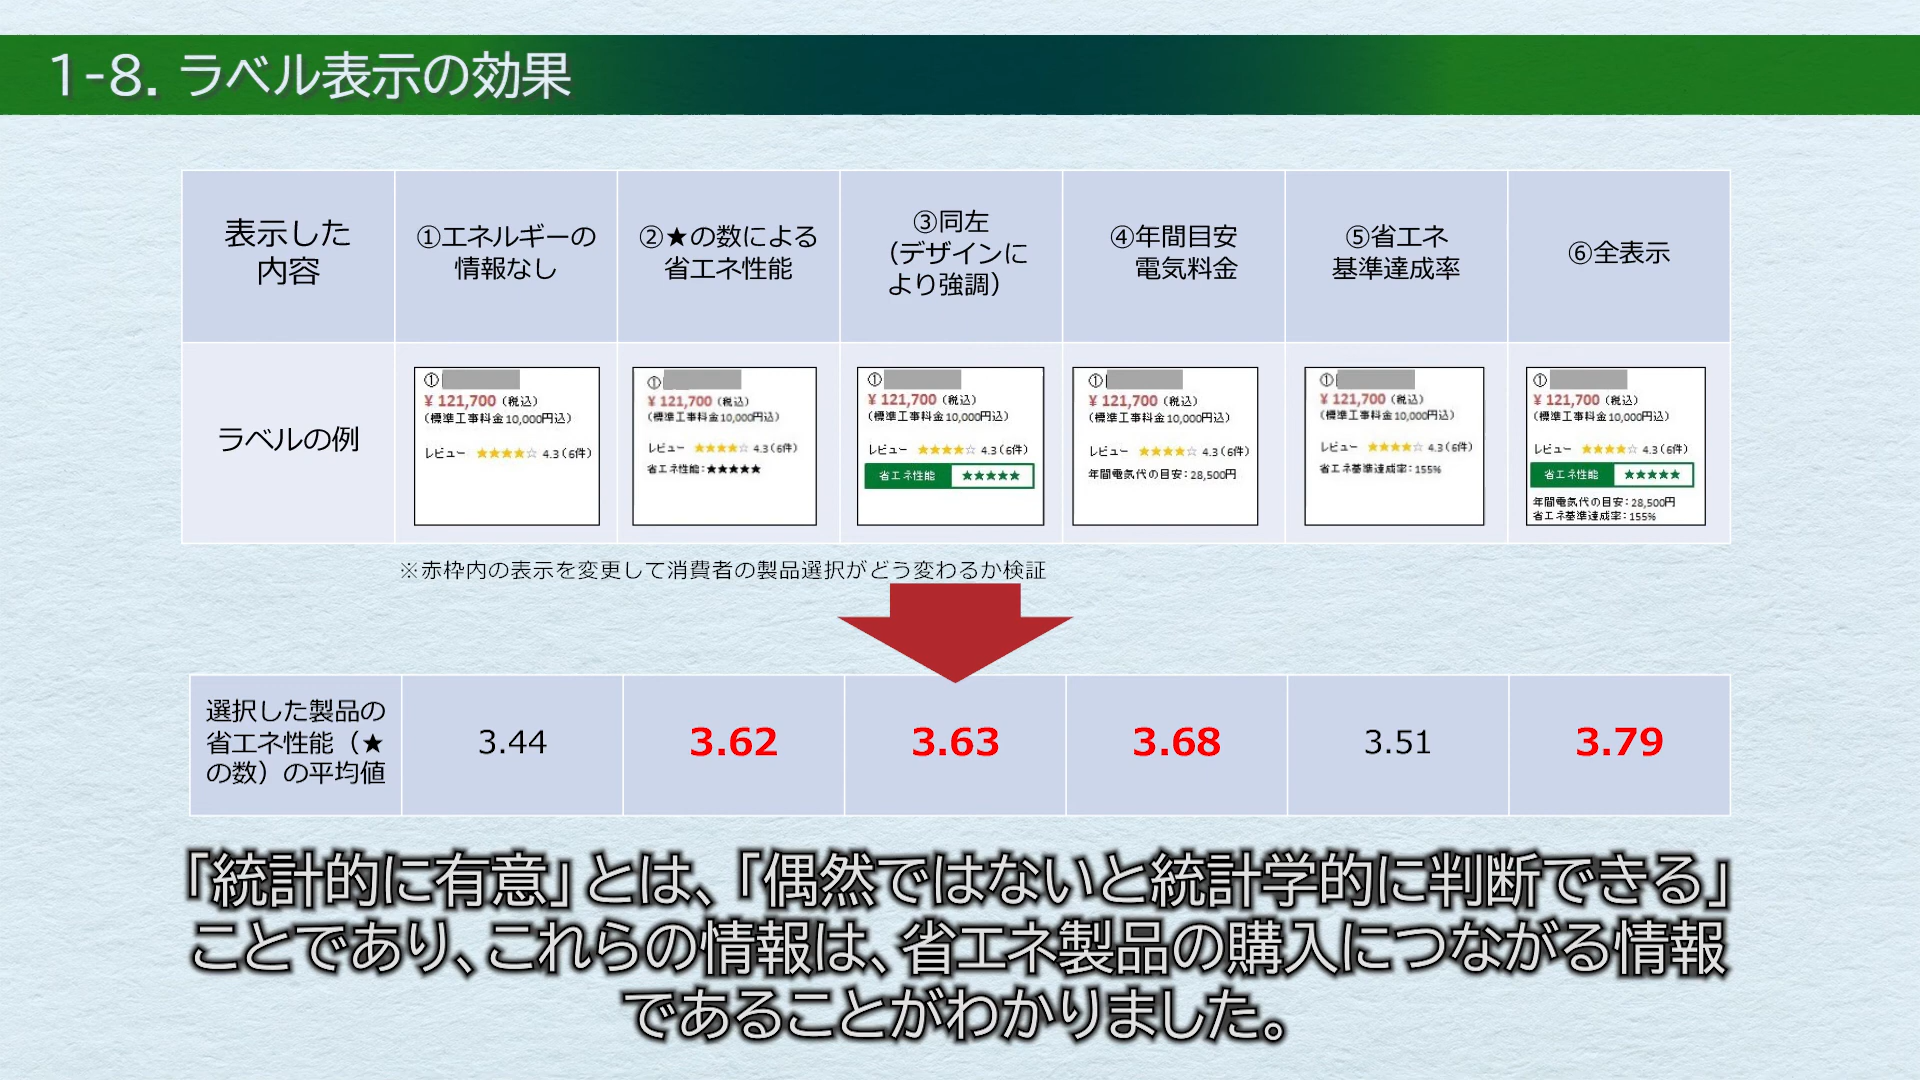 1-8. ラベル表示の効果
表示した
内容
①エネルギーの
情報なし
②★の数による
省エネ性能
③同左
（デザインに
より強調）
④年間目安
電気料金
⑤省エネ
基準達成率
⑥全表示
ラベルの例
①
¥ 121,700（税込）
（標準工事料金10,000円込）
レビュー ★★★★☆ 4.3（6件）
①
¥ 121,700（税込）
（標準工事料金10,000円込）
レビュー ★★★★☆ 4.3（6件）
省エネ性能：★★★★★
①
¥ 121,700（税込）
（標準工事料金10,000円込）
レビュー ★★★★☆ 4.3（6件）
省エネ性能 ★★★★★
①
¥ 121,700（税込）
（標準工事料金10,000円込）
レビュー ★★★★☆ 4.3（6件）
年間電気代の目安：28,500円
①
¥ 121,700（税込）
（標準工事料金10,000円込）
レビュー ★★★★☆ 4.3（6件）
省エネ基準達成率：155%
①
¥ 121,700（税込）
（標準工事料金10,000円込）
レビュー ★★★★☆ 4.3（6件）
省エネ性能 ★★★★★
年間電気代の目安：28,500円
省エネ基準達成率：155%
※赤枠内の表示を変更して消費者の製品選択がどう変わるか検証
選択した製品の
省エネ性能（★
の数）の平均値
3.44
3.62
3.63
3.68
3.51
3.79
「統計的に有意」とは、「偶然ではないと統計学的に判断できる」
ことであり、これらの情報は、省エネ製品の購入につながる情報
であることがわかりました。